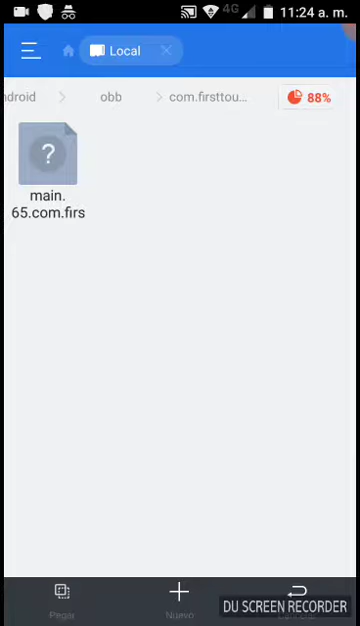 4G 11:24 a. m.
Local
ndroid obb com.firsttou... 88%
main.
65.com.firs
Pegar Nuevo
DU SCREEN RECORDER